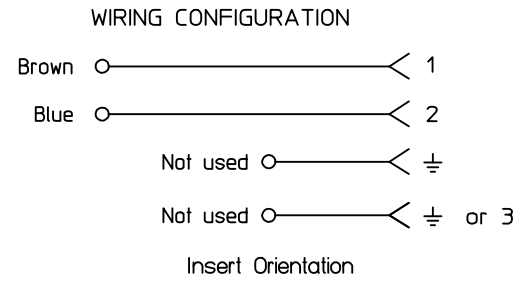 WIRING CONFIGURATION
Brown 1
Blue 2
Not used
Not used or 3
Insert Orientation